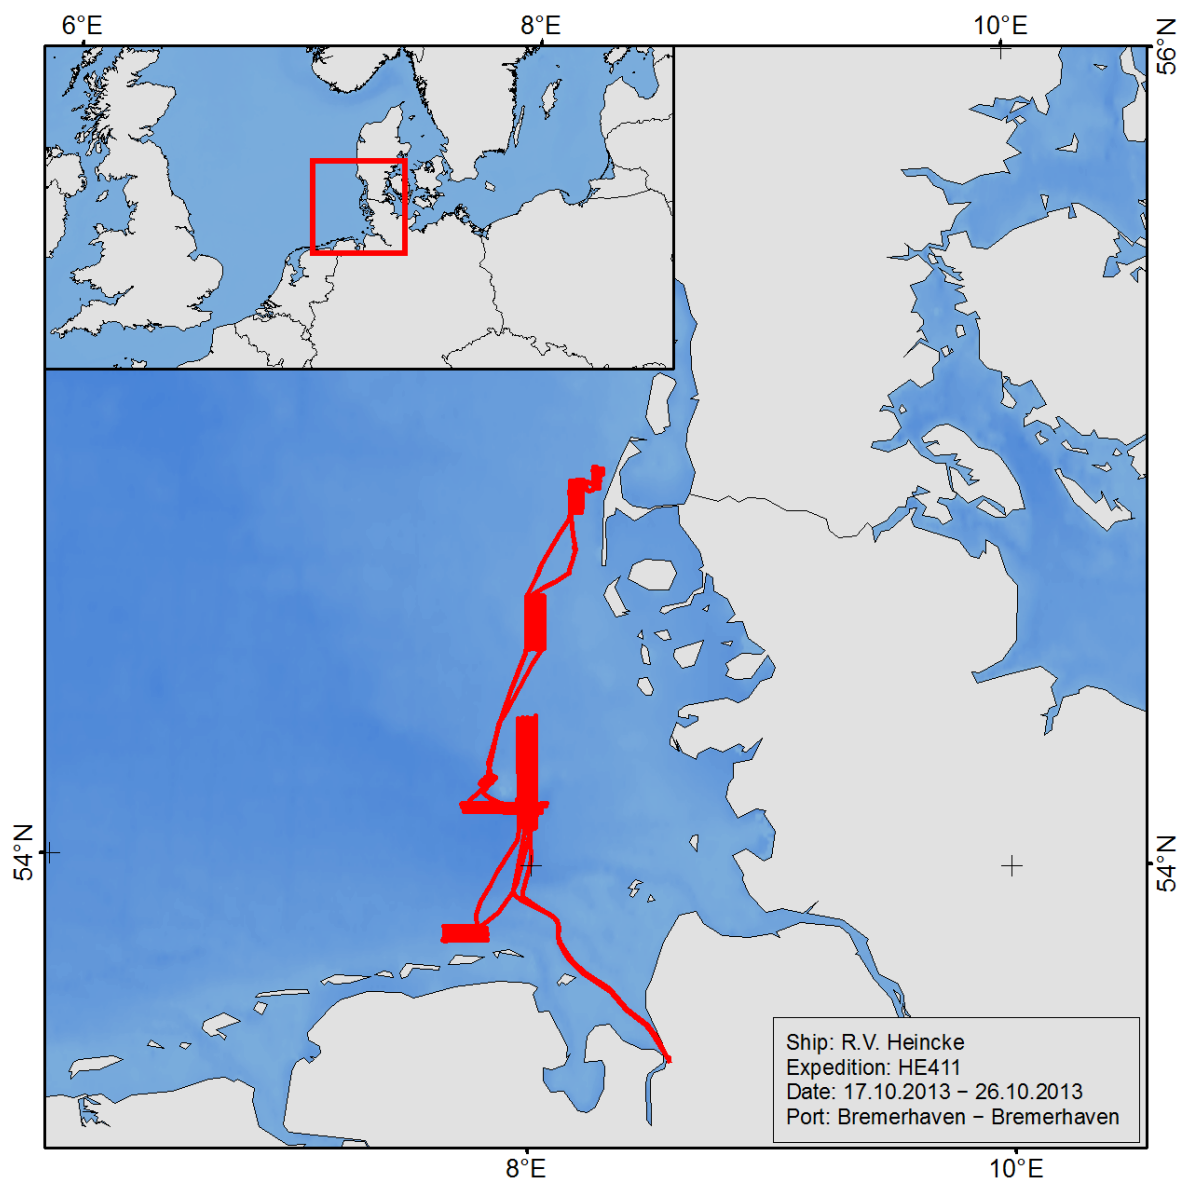 6°E
8°E
10°E
56°N
54°N
54°N
Ship: R.V. Heincke
Expedition: HE411
Date: 17.10.2013 − 26.10.2013
Port: Bremerhaven − Bremerhaven
8°E
10°E